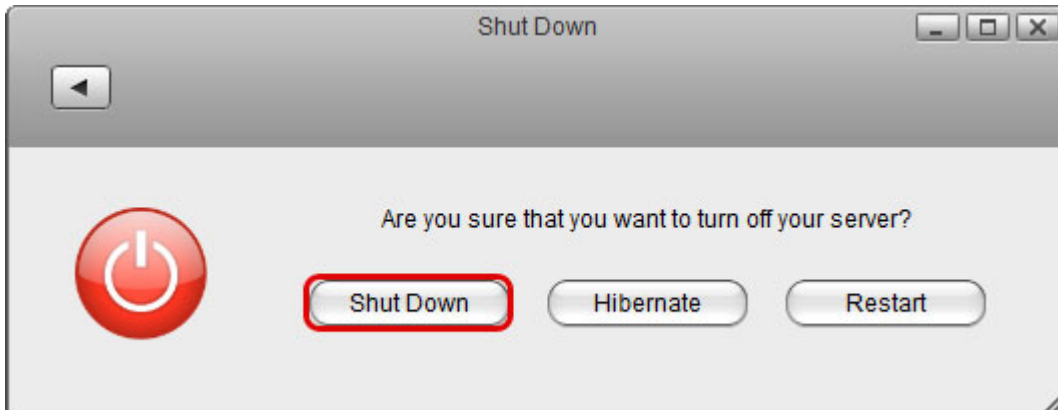 Shut Down
Are you sure that you want to turn off your server?
Shut Down Hibernate Restart